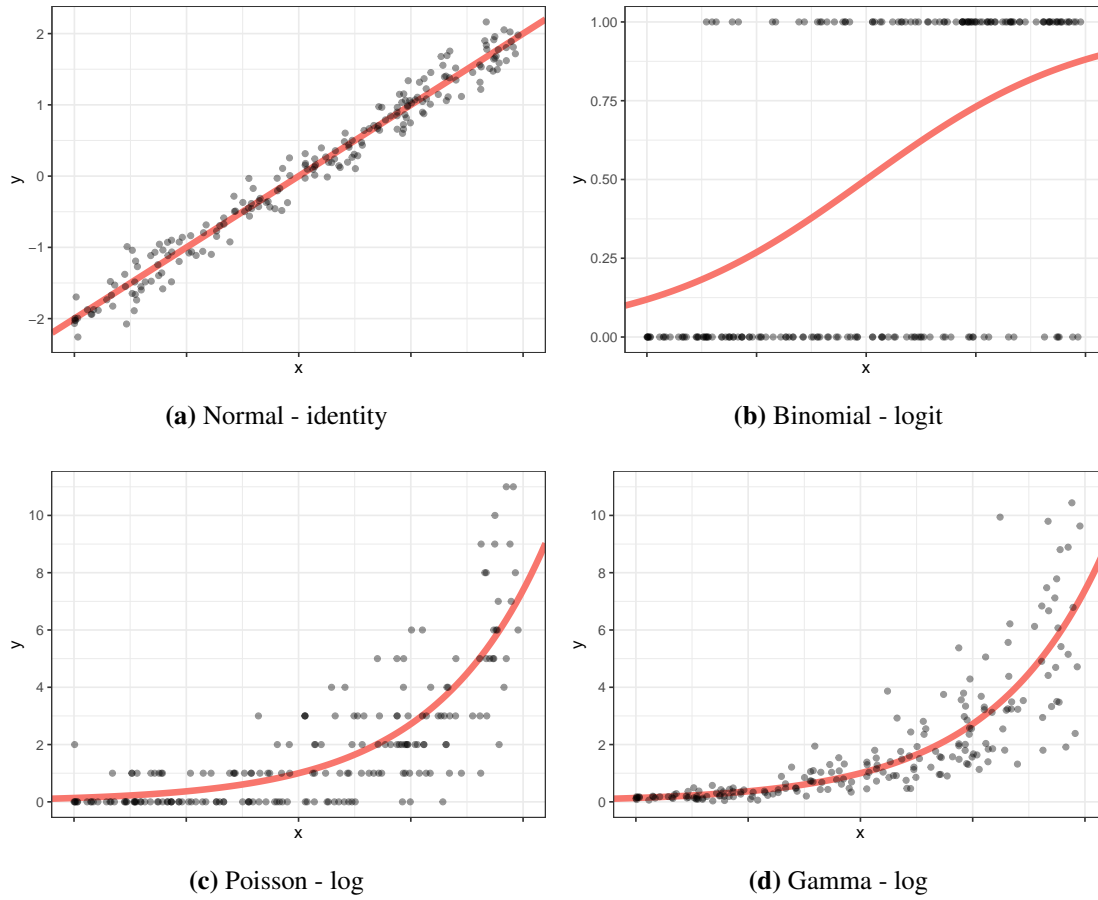 2
1
0
−1
−2
y
x
(a) Normal - identity
1.00
0.75
0.50
0.25
0.00
y
x
(b) Binomial - logit
10
8
6
4
2
0
y
x
(c) Poisson - log
10
8
6
4
2
0
y
x
(d) Gamma - log